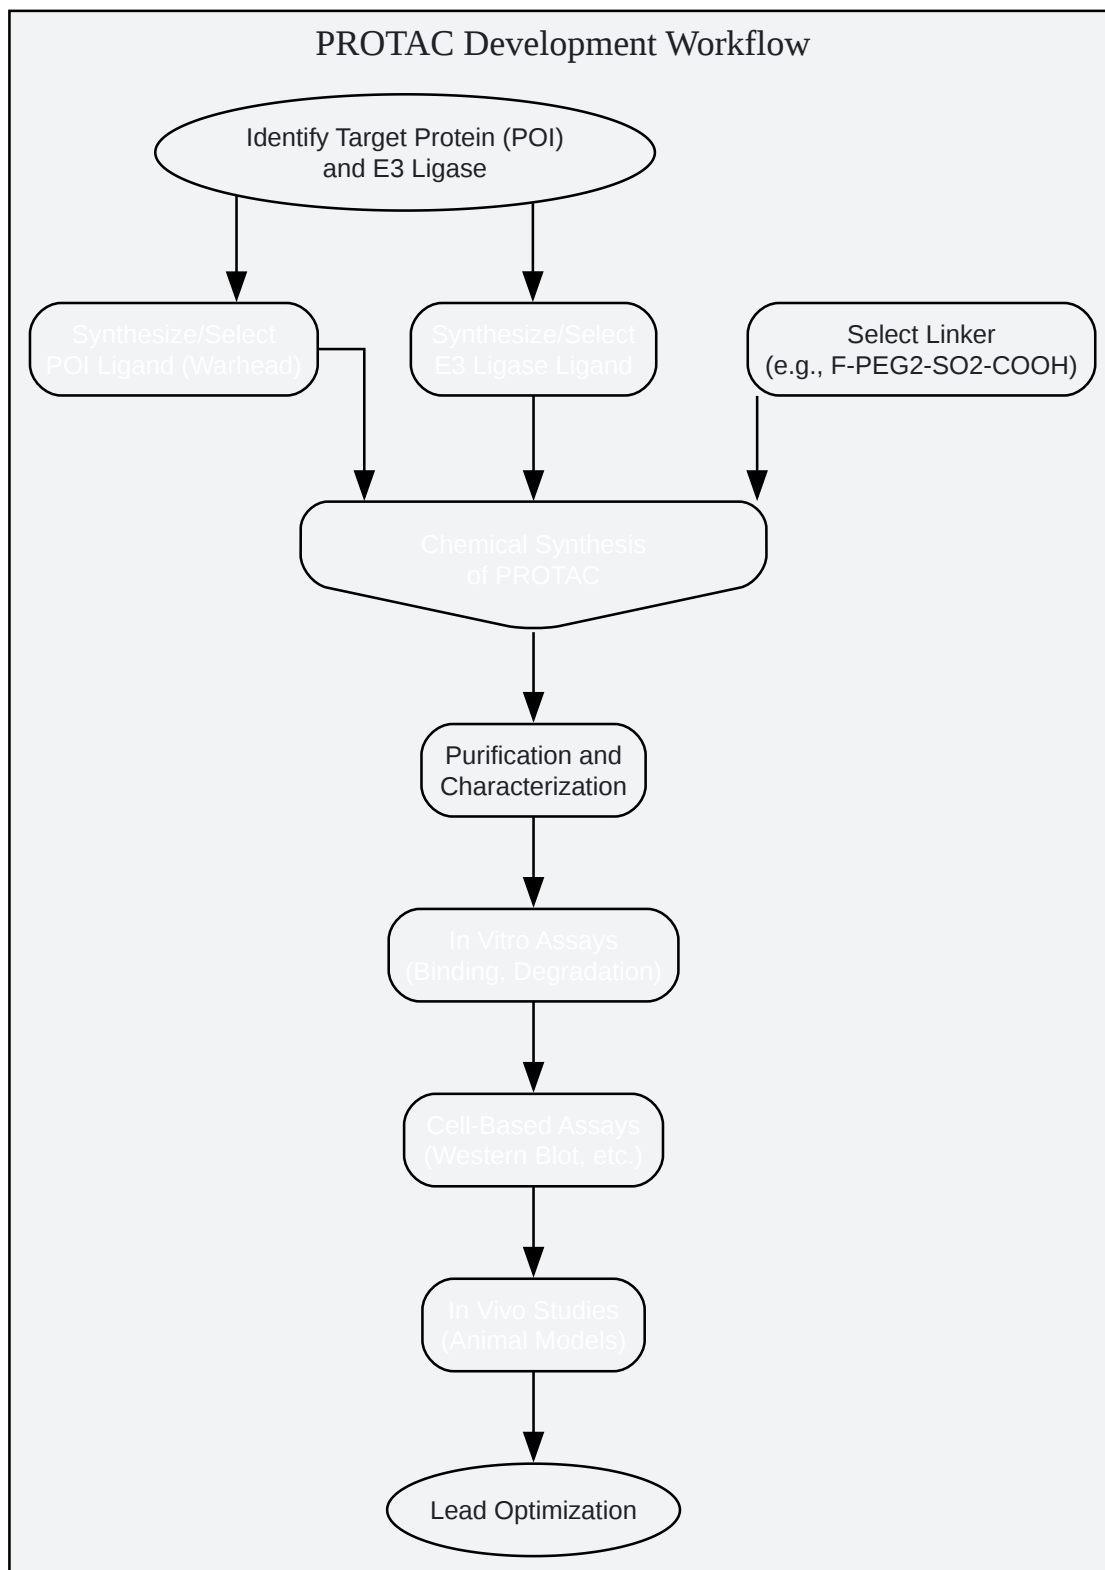 PROTAC Development Workflow
Identify Target Protein (POI)
and E3 Ligase
Synthesize/Select
POI Ligand (Warhead)
Synthesize/Select
E3 Ligase Ligand
Select Linker
(e.g., F-PEG2-SO2-COOH)
Chemical Synthesis
of PROTAC
Purification and
Characterization
In Vitro Assays
(Binding, Degradation)
Cell-Based Assays
(Western Blot, etc.)
In Vivo Studies
(Animal Models)
Lead Optimization